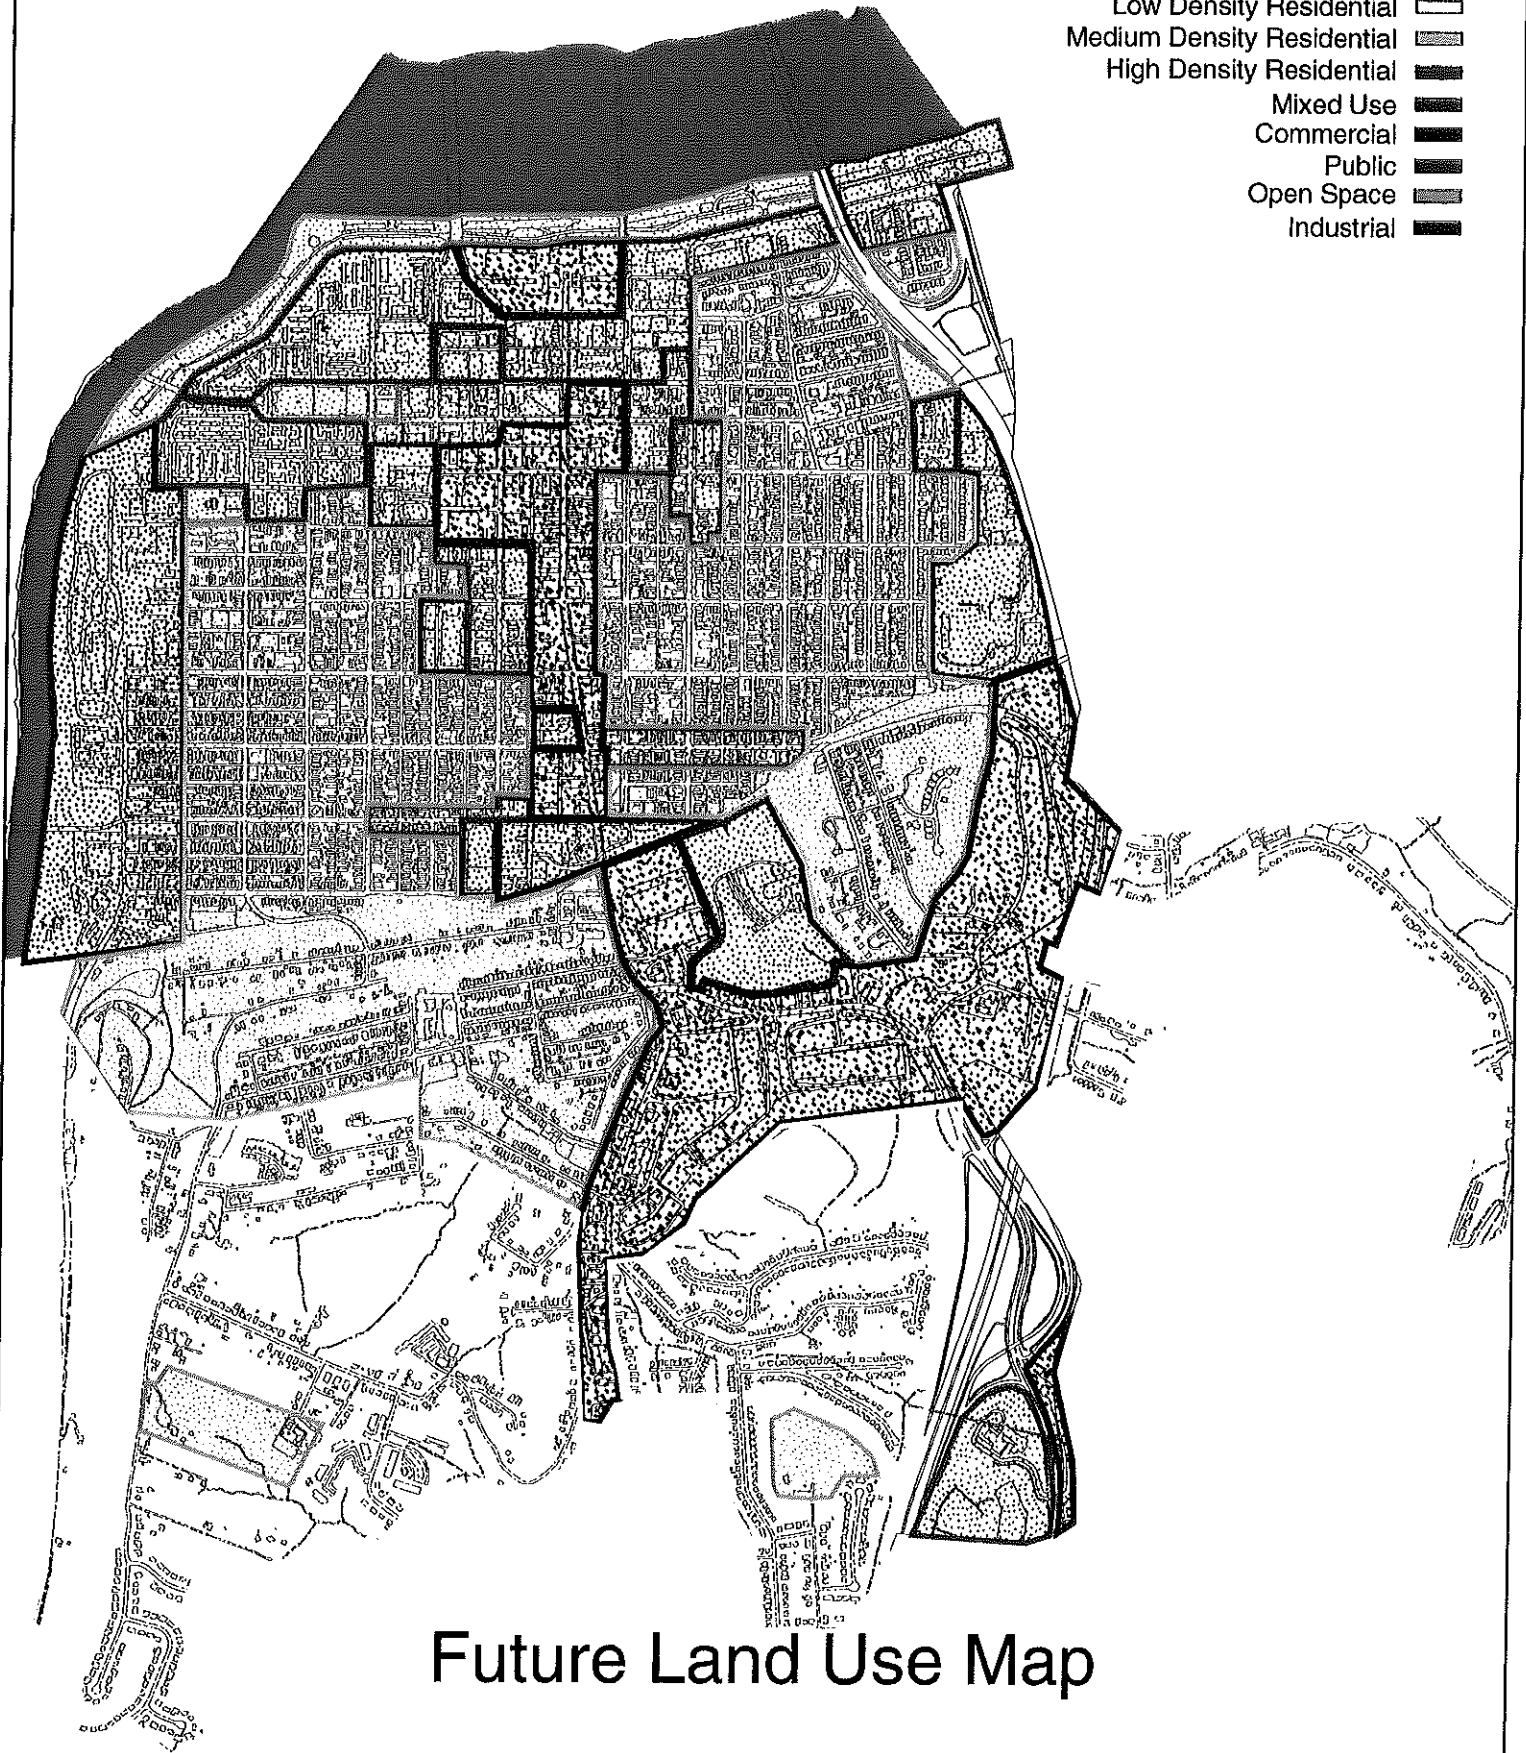 Low Density Residential
Medium Density Residential
High Density Residential
Mixed Use
Commercial
Public
Open Space
Industrial
Future Land Use Map